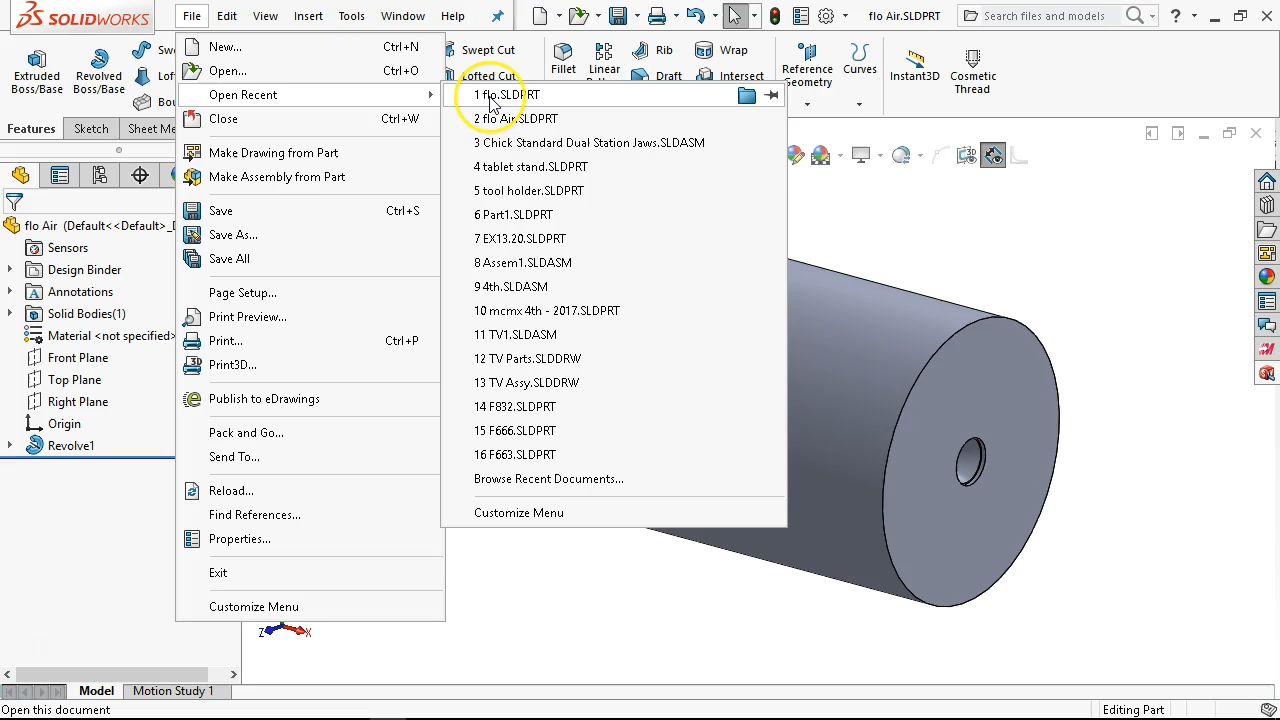 SOLIDWORKS
File Edit View Insert Tools Window Help
flo Air.SLDPRT
Search files and models
Extruded Boss/Base
Revolved Boss/Base
Swe
Lof
Bou
Swept Cut
Lofted Cut
Fillet
Linear Patter
Rib
Draft
Wrap
Intersect
Reference Geometry
Curves
Instant3D
Composite Curve
Features Sketch Sheet Me
flo Air (Default<<Default>_D
Sensors
Design Binder
Annotations
Solid Bodies(1)
Material <not specified>
Front Plane
Top Plane
Right Plane
Origin
Revolve1
New... Ctrl+N
Open... Ctrl+O
Open Recent
Close Ctrl+W
Make Drawing from Part
Make Assembly from Part
Save Ctrl+S
Save As...
Save All
Page Setup...
Print Preview...
Print... Ctrl+P
Print3D...
Publish to eDrawings
Pack and Go...
Send To...
Reload...
Find References...
Properties...
Exit
Customize Menu
1 flo.SLDPRT
2 flo Air.SLDPRT
3 Chick Standard Dual Station Jaws.SLDASM
4 tablet stand.SLDPRT
5 tool holder.SLDPRT
6 Part1.SLDPRT
7 EX13.20.SLDPRT
8 Assem1.SLDASM
9 4th.SLDASM
10 mcmx 4th - 2017.SLDPRT
11 TV1.SLDASM
12 TV Parts.SLDDRW
13 TV Assy.SLDDRW
14 F832.SLDPRT
15 F666.SLDPRT
16 F663.SLDPRT
Browse Recent Documents...
Customize Menu
Z X
Model Motion Study 1
Open this document
Editing Part